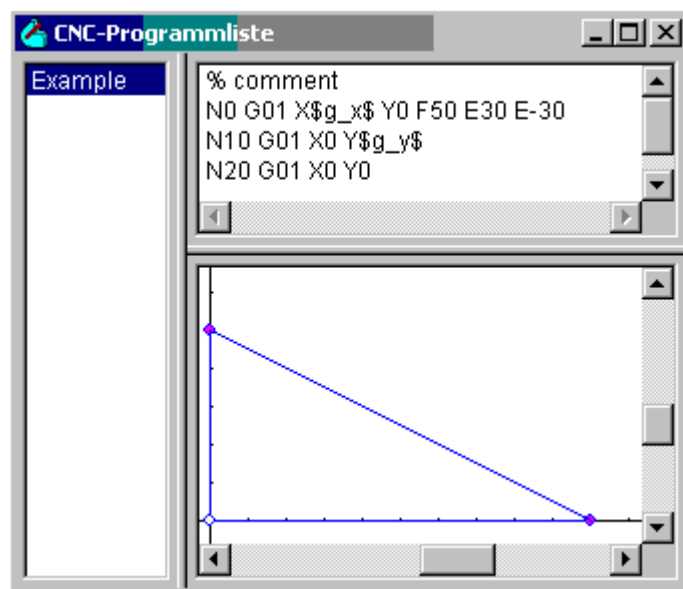 CNC-Programmliste
Example
% comment
N0 G01 X$g_x$ Y0 F50 E30 E-30
N10 G01 X0 Y$g_y$
N20 G01 X0 Y0